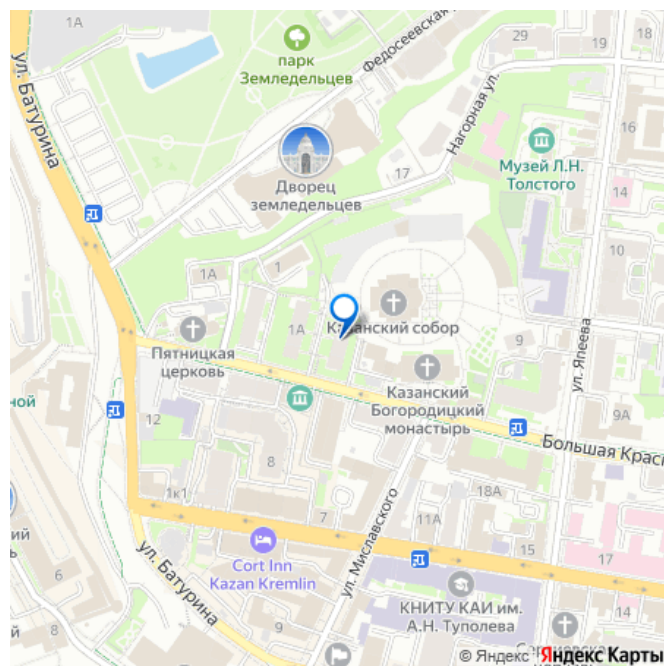 1А
29
19
парк
Земледельцев
Федосеевская
ул. Батурина
Нагорная ул.
16
Музей Л.Н.
Толстого
17
Дворец
земледельцев
14
10
1
1А
1А
Казанский собор
9
ул. Япеева
Пятницкая
церковь
Казанский
Богородицкий
монастырь
9А
12
Большая Крас
8
1к1
7
18А
11А
15
17
6
Cort Inn
Kazan Kremlin
ул. Миславского
ул. Батурина
КНИТУ КАИ им.
А.Н. Туполева
14
8
© Яндекс
Яндекс Карты